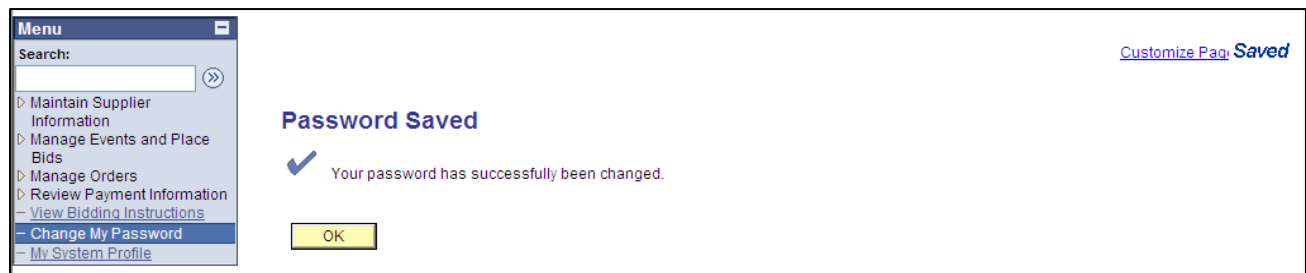 Menu
Search:
Maintain Supplier
Information
Manage Events and Place
Bids
Manage Orders
Review Payment Information
View Bidding Instructions
Change My Password
My System Profile
Customize Pag Saved
Password Saved
Your password has successfully been changed.
OK